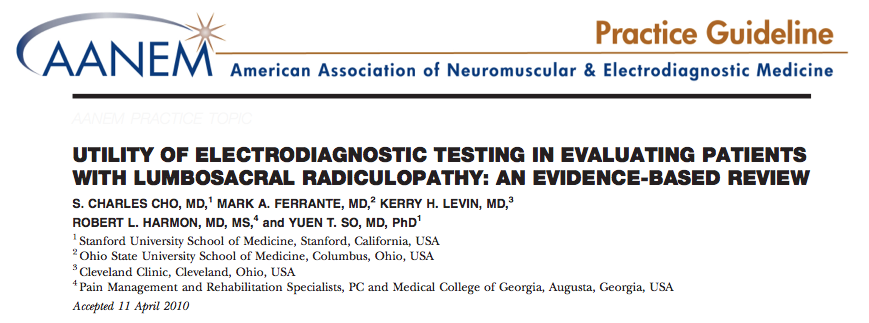 AANEM
Practice Guideline
American Association of Neuromuscular & Electrodiagnostic Medicine
AANEM PRACTICE TOPIC
UTILITY OF ELECTRODIAGNOSTIC TESTING IN EVALUATING PATIENTS
WITH LUMBOSACRAL RADICULOPATHY: AN EVIDENCE-BASED REVIEW
S. CHARLES CHO, MD,¹ MARK A. FERRANTE, MD,² KERRY H. LEVIN, MD,³
ROBERT L. HARMON, MD, MS,⁴ and YUEN T. SO, MD, PhD¹
¹ Stanford University School of Medicine, Stanford, California, USA
² Ohio State University School of Medicine, Columbus, Ohio, USA
³ Cleveland Clinic, Cleveland, Ohio, USA
⁴ Pain Management and Rehabilitation Specialists, PC and Medical College of Georgia, Augusta, Georgia, USA
Accepted 11 April 2010